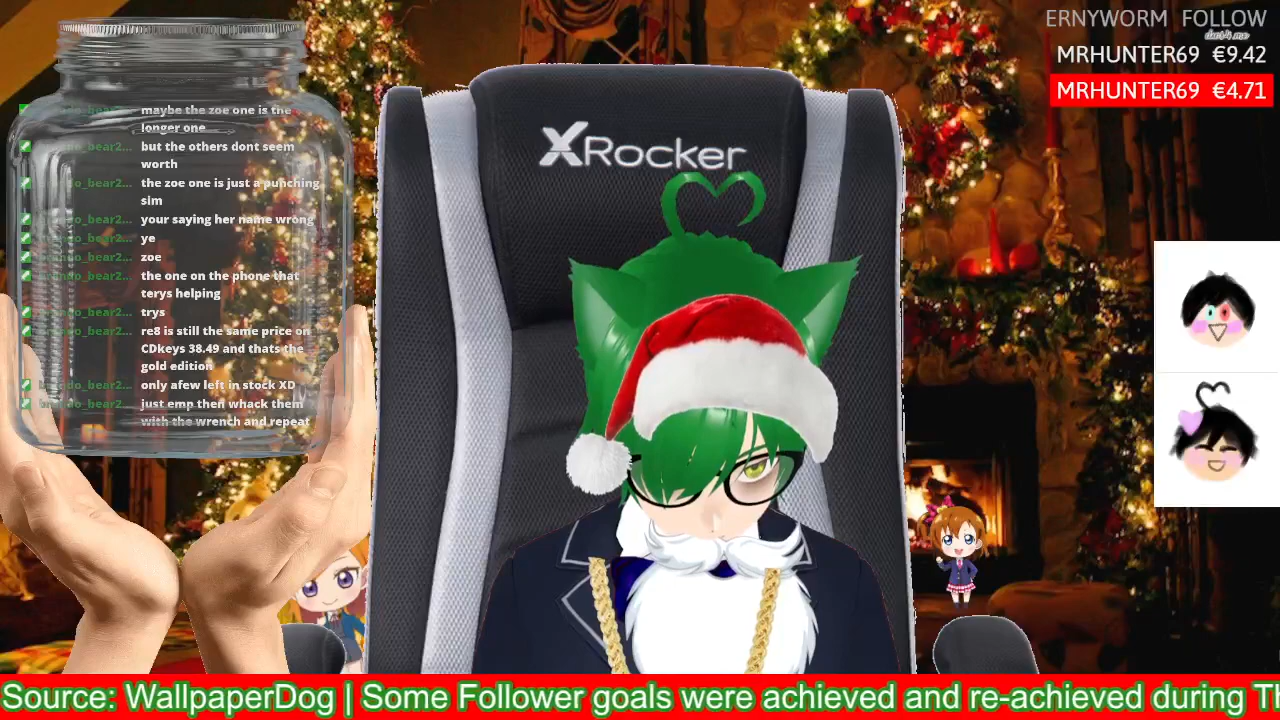 maybe the zoe one is the
longer one
but the others dont seem
worth
the zoe one is just a punching
sim
your saying her name wrong
ye
zoe
the one on the phone that
terys helping
trys
re8 is still the same price on
CDkeys 38.49 and thats the
gold edition
only afew left in stock XD
just emp then whack them
with the wrench and repeat
XRocker
ERNYWORM FOLLOW
MRHUNTER69 €9.42
MRHUNTER69 €4.71
Source: WallpaperDog | Some Follower goals were achieved and re-achieved during Th